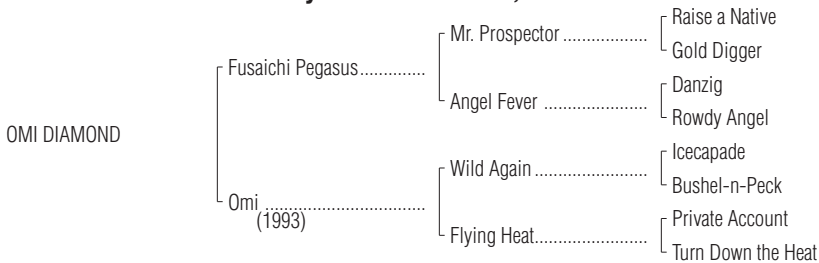 Raise a Native
Mr. Prospector ..................
Gold Digger
Fusaichi Pegasus..............
Danzig
Angel Fever ......................
Rowdy Angel
OMI DIAMOND
Icecapade
Wild Again ........................
Bushel-n-Peck
Omi ..................................
(1993)
Private Account
Flying Heat........................
Turn Down the Heat